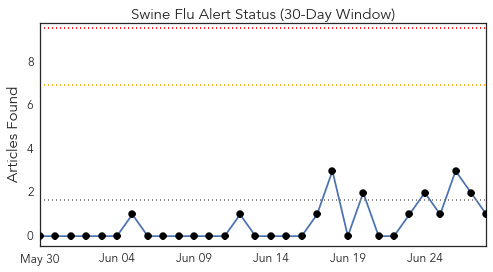 Swine Flu Alert Status (30-Day Window)
Articles Found
8
6
4
2
0
May 30
Jun 04
Jun 09
Jun 14
Jun 19
Jun 24